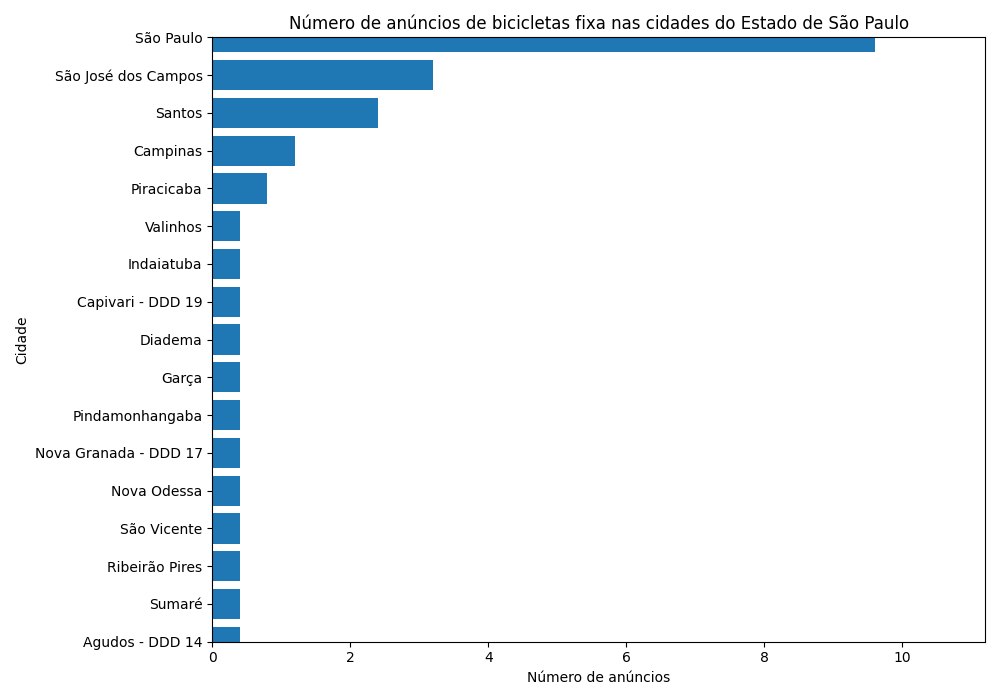 Número de anúncios de bicicletas fixa nas cidades do Estado de São Paulo
São Paulo
São José dos Campos
Santos
Campinas
Piracicaba
Valinhos
Indaiatuba
Capivari - DDD 19
Diadema
Garça
Pindamonhangaba
Nova Granada - DDD 17
Nova Odessa
São Vicente
Ribeirão Pires
Sumaré
Agudos - DDD 14
Cidade
0 2 4 6 8 10
Número de anúncios